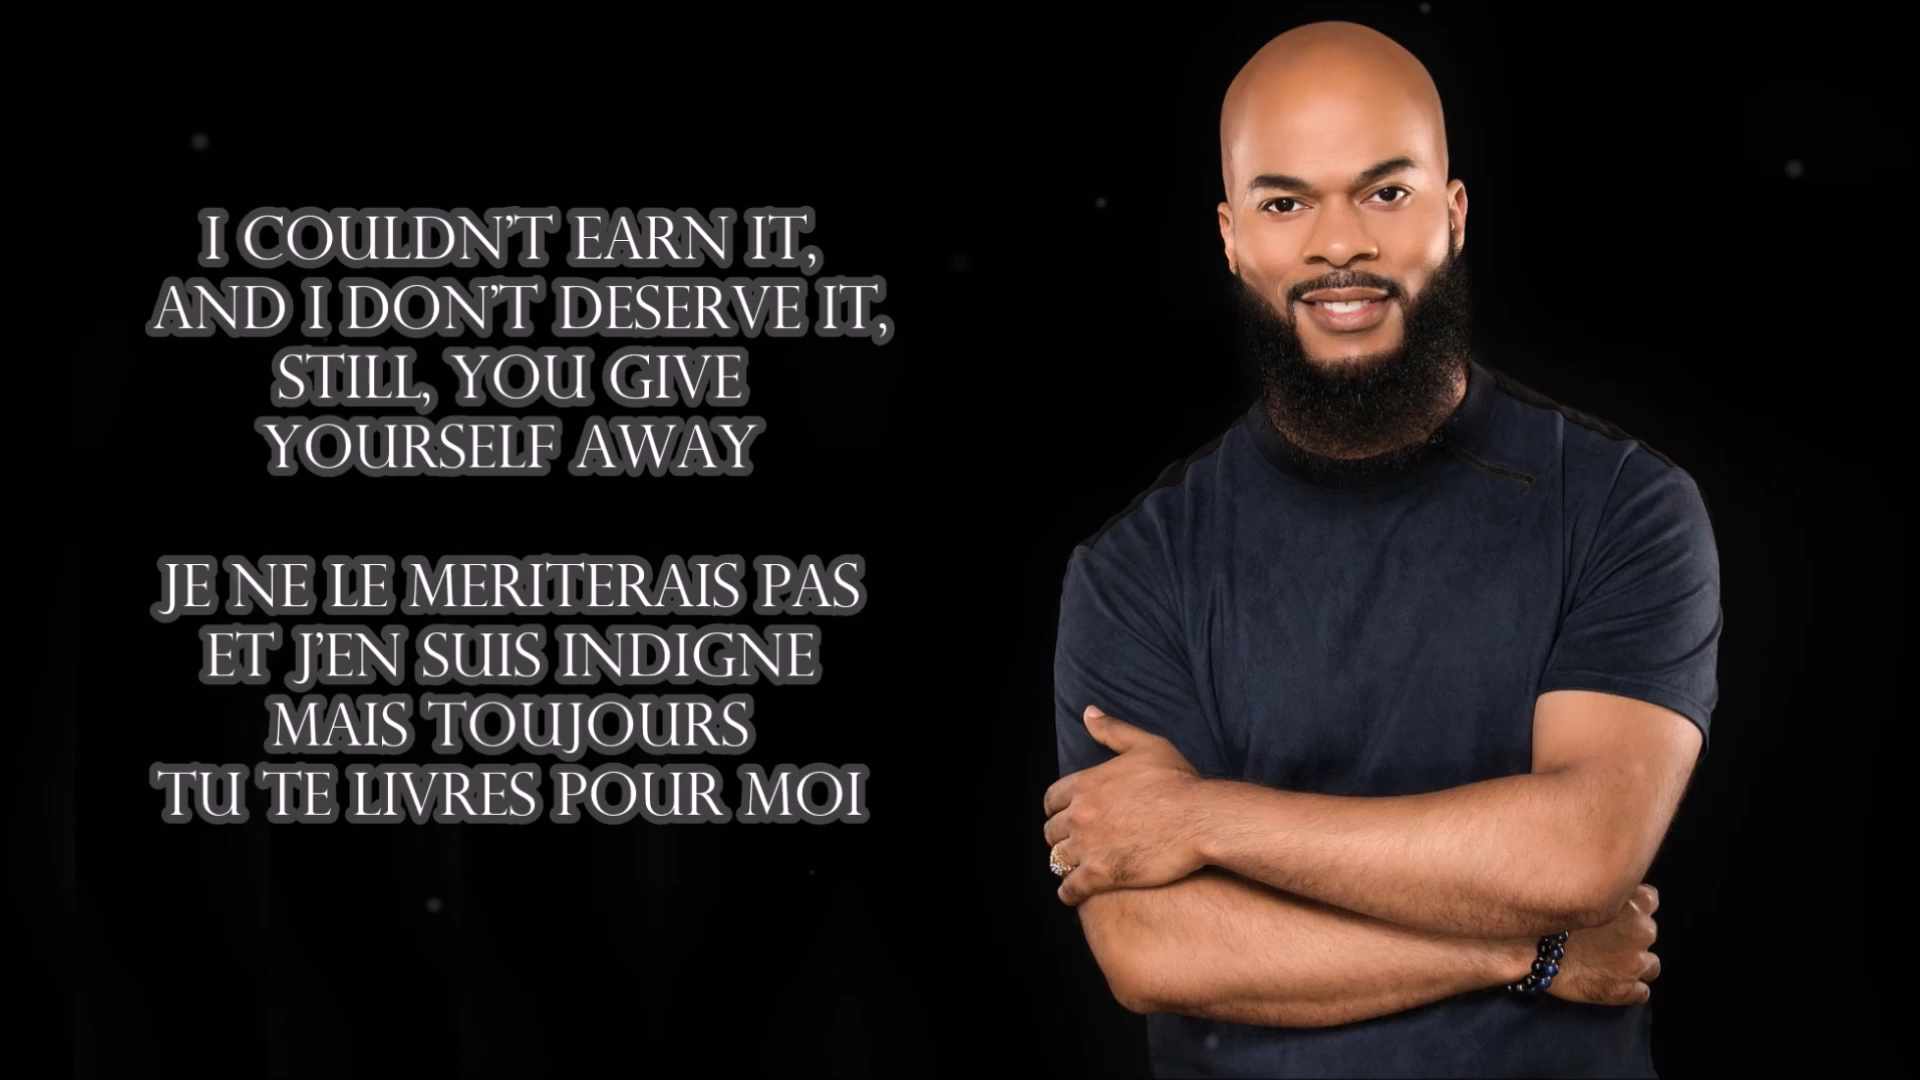 I COULDN'T EARN IT,
AND I DON'T DESERVE IT,
STILL, YOU GIVE
YOURSELF AWAY
JE NE LE MERITERAIS PAS
ET J'EN SUIS INDIGNE
MAIS TOUJOURS
TU TE LIVRES POUR MOI